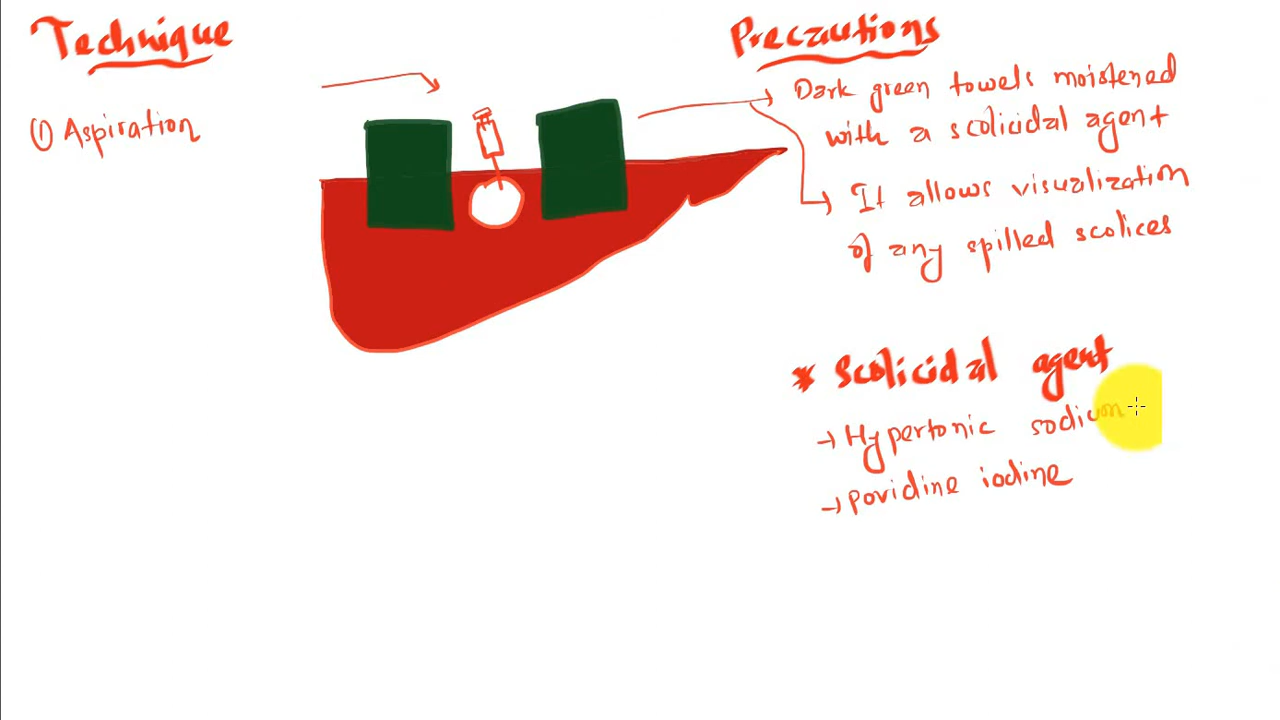 Technique
① Aspiration
Precautions
→ Dark green towels moistened
with a scolicidal agent
→ It allows visualization
of any spilled scolices
* Scolicidal agent
→ Hypertonic sodium
→ povidine iodine